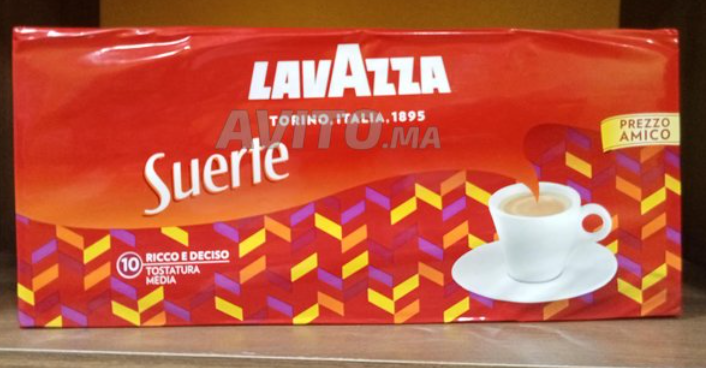 LAVAZZA
TORINO, ITALIA, 1895
AVITO.MA
Suerte
PREZZO
AMICO
10
RICCO E DECISO
TOSTATURA
MEDIA